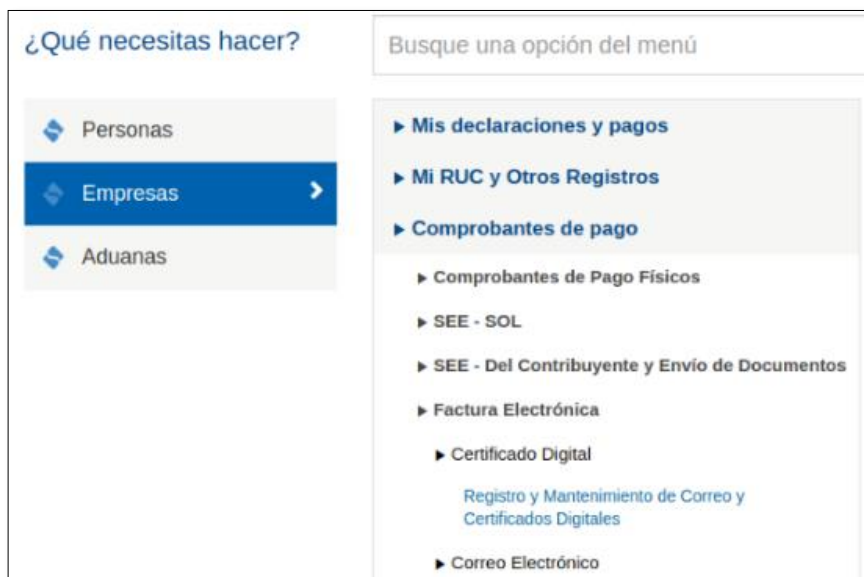 ¿Qué necesitas hacer?
Busque una opción del menú
Personas
Empresas
Aduanas
Mis declaraciones y pagos
Mi RUC y Otros Registros
Comprobantes de pago
Comprobantes de Pago Físicos
SEE - SOL
SEE - Del Contribuyente y Envío de Documentos
Factura Electrónica
Certificado Digital
Registro y Mantenimiento de Correo y
Certificados Digitales
Correo Electrónico